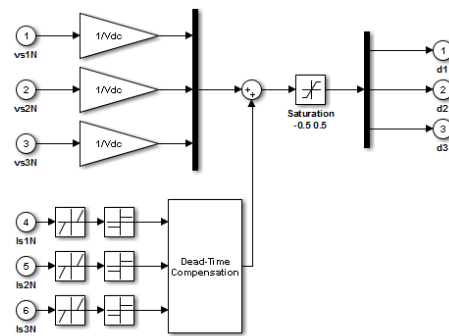 1
vs1N
1/Vdc
2
vs2N
1/Vdc
3
vs3N
1/Vdc
+
+
Saturation
-0.5 0.5
1
d1
2
d2
3
d3
4
Is1N
5
Is2N
6
Is3N
Dead-Time
Compensation